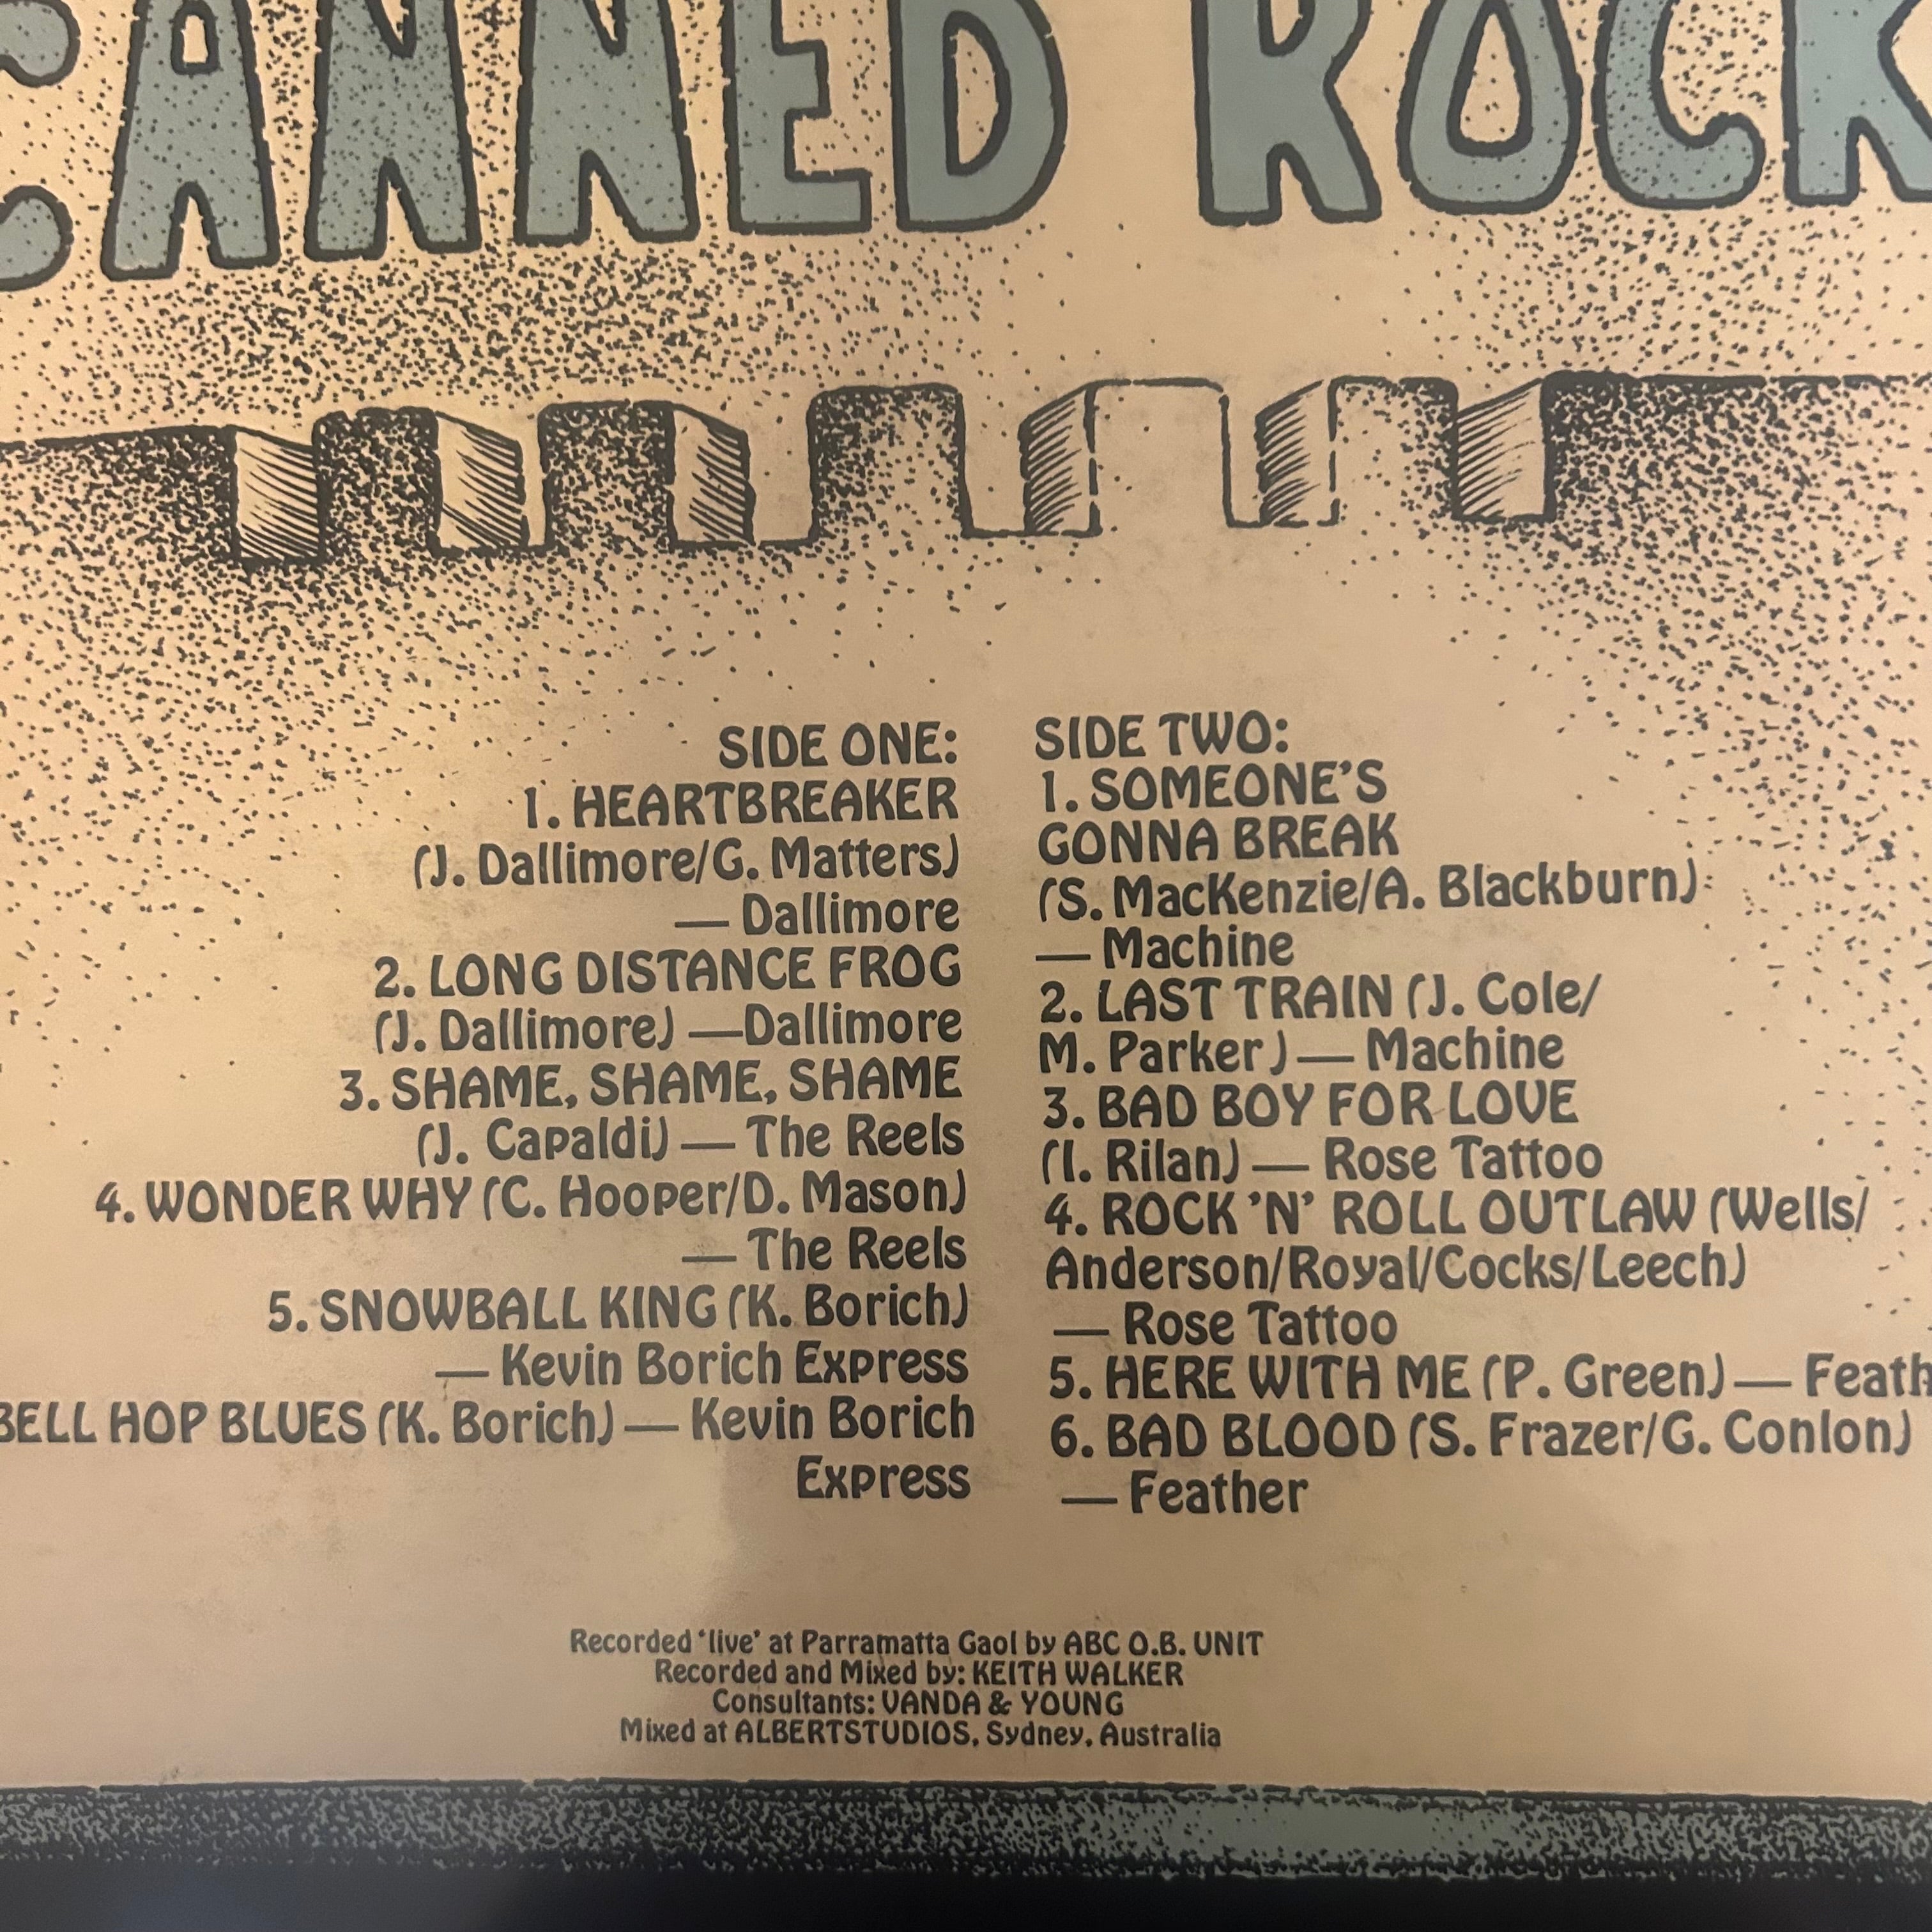 CANNED ROCK
SIDE ONE:
1. HEARTBREAKER
(J. Dallimore/G. Matters)
— Dallimore
2. LONG DISTANCE FROG
(J. Dallimore) —Dallimore
3. SHAME, SHAME, SHAME
(J. Capaldi) — The Reels
4. WONDER WHY (C. Hooper/D. Mason)
— The Reels
5. SNOWBALL KING (K. Borich)
— Kevin Borich Express
BELL HOP BLUES (K. Borich) — Kevin Borich
Express
SIDE TWO:
1. SOMEONE'S
GONNA BREAK
(S. MacKenzie/A. Blackburn)
— Machine
2. LAST TRAIN (J. Cole/
M. Parker) — Machine
3. BAD BOY FOR LOVE
(I. Rilan) — Rose Tattoo
4. ROCK 'N' ROLL OUTLAW (Wells/
Anderson/Royal/Cocks/Leech)
— Rose Tattoo
5. HERE WITH ME (P. Green) — Feath
6. BAD BLOOD (S. Frazer/G. Conlon)
— Feather
Recorded 'live' at Parramatta Gaol by ABC O.B. UNIT
Recorded and Mixed by: KEITH WALKER
Consultants: VANDA & YOUNG
Mixed at ALBERTSTUDIOS, Sydney, Australia